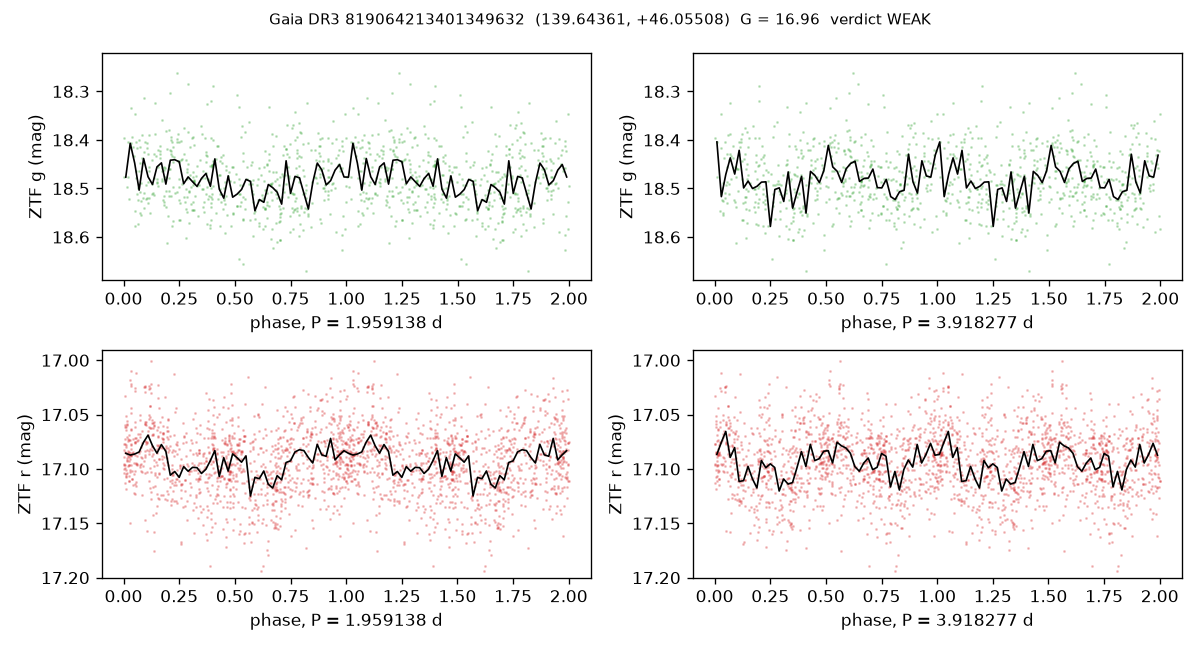 Gaia DR3 819064213401349632  (139.64361, +46.05508)  G = 16.96  verdict WEAK
ZTF g (mag)
18.3
18.4
18.5
18.6
0.00 0.25 0.50 0.75 1.00 1.25 1.50 1.75 2.00
phase, P = 1.959138 d
ZTF g (mag)
18.3
18.4
18.5
18.6
0.00 0.25 0.50 0.75 1.00 1.25 1.50 1.75 2.00
phase, P = 3.918277 d
ZTF r (mag)
17.00
17.05
17.10
17.15
17.20
0.00 0.25 0.50 0.75 1.00 1.25 1.50 1.75 2.00
phase, P = 1.959138 d
ZTF r (mag)
17.00
17.05
17.10
17.15
17.20
0.00 0.25 0.50 0.75 1.00 1.25 1.50 1.75 2.00
phase, P = 3.918277 d